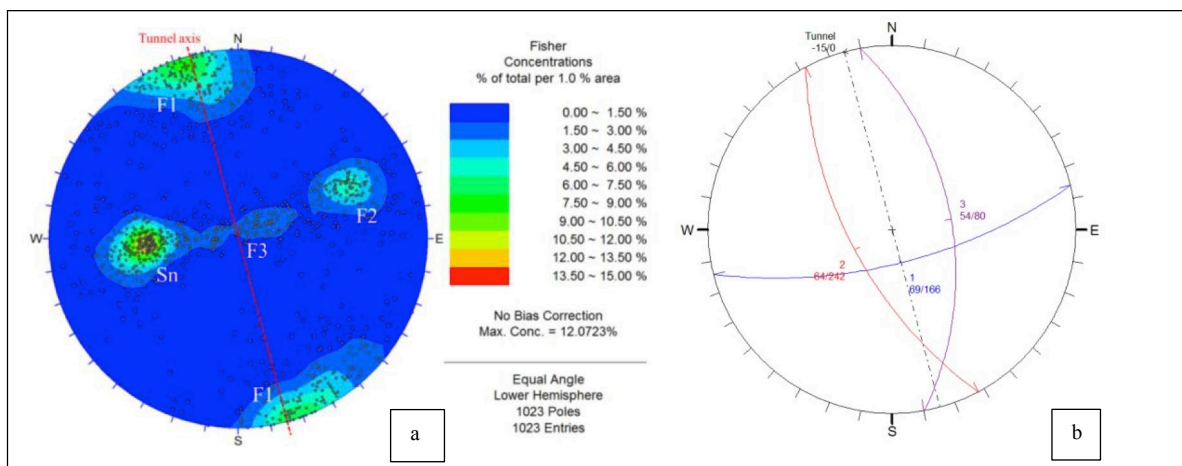 Tunnel axis
N
F1
F2
W
E
F3
Sn
F1
S
a
Fisher
Concentrations
% of total per 1.0 % area
0.00 ~ 1.50 %
1.50 ~ 3.00 %
3.00 ~ 4.50 %
4.50 ~ 6.00 %
6.00 ~ 7.50 %
7.50 ~ 9.00 %
9.00 ~ 10.50 %
10.50 ~ 12.00 %
12.00 ~ 13.50 %
13.50 ~ 15.00 %
No Bias Correction
Max. Conc. = 12.0723%
Equal Angle
Lower Hemisphere
1023 Poles
1023 Entries
Tunnel
-15/0
N
3
54/80
W
E
2
64/242
1
69/166
S
b